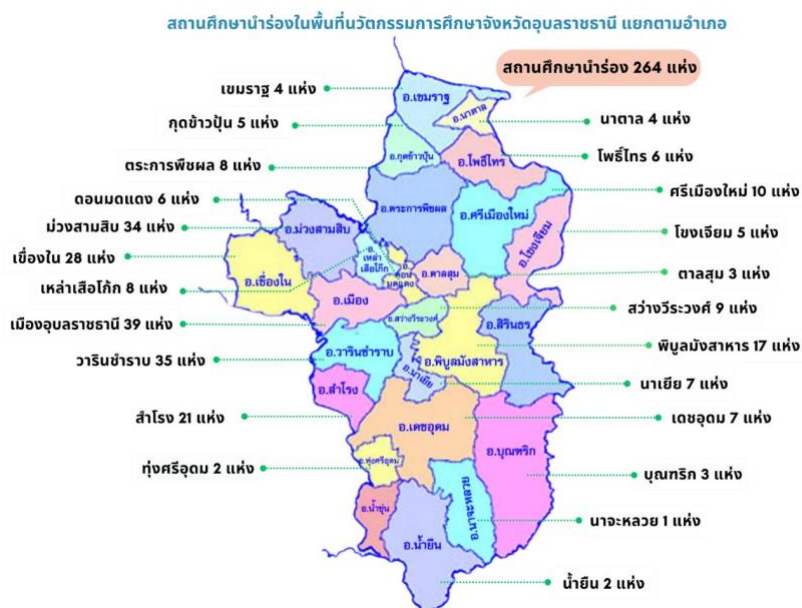 สถานศึกษานำร่องในพื้นที่นวัตกรรมการศึกษาจังหวัดอุบลราชธานี แยกตามอำเภอ
สถานศึกษานำร่อง 264 แห่ง
เขมราฐ 4 แห่ง
กุดข้าวปุ้น 5 แห่ง
ตระการพืชผล 8 แห่ง
ดอนมดแดง 6 แห่ง
ม่วงสามสิบ 34 แห่ง
เขื่องใน 28 แห่ง
เหล่าเสือโก้ก 8 แห่ง
เมืองอุบลราชธานี 39 แห่ง
วารินชำราบ 35 แห่ง
สำโรง 21 แห่ง
ทุ่งศรีอุดม 2 แห่ง
นาตาล 4 แห่ง
โพธิ์ไทร 6 แห่ง
ศรีเมืองใหม่ 10 แห่ง
โขงเจียม 5 แห่ง
ตาลสุม 3 แห่ง
สว่างวีระวงศ์ 9 แห่ง
พิบูลมังสาหาร 17 แห่ง
นาเยีย 7 แห่ง
เดชอุดม 7 แห่ง
บุณฑริก 3 แห่ง
นาจะหลวย 1 แห่ง
น้ำยืน 2 แห่ง
อ.เขมราฐ
อ.นาตาล
อ.กุดข้าวปุ้น
อ.โพธิ์ไทร
อ.ตระการพืชผล
อ.ศรีเมืองใหม่
อ.ม่วงสามสิบ
อ.โขงเจียม
อ.
เหล่า
เสือโก้ก
อ.
ดอน
มดแดง
อ.ตาลสุม
อ.เขื่องใน
อ.เมือง
อ.สว่างวีระวงศ์
อ.สิรินธร
อ.วารินชำราบ
อ.พิบูลมังสาหาร
อ.นาเยีย
อ.สำโรง
อ.เดชอุดม
อ.บุณฑริก
อ.ทุ่งศรีอุดม
อ.นาจะหลวย
อ.น้ำขุ่น
อ.น้ำยืน